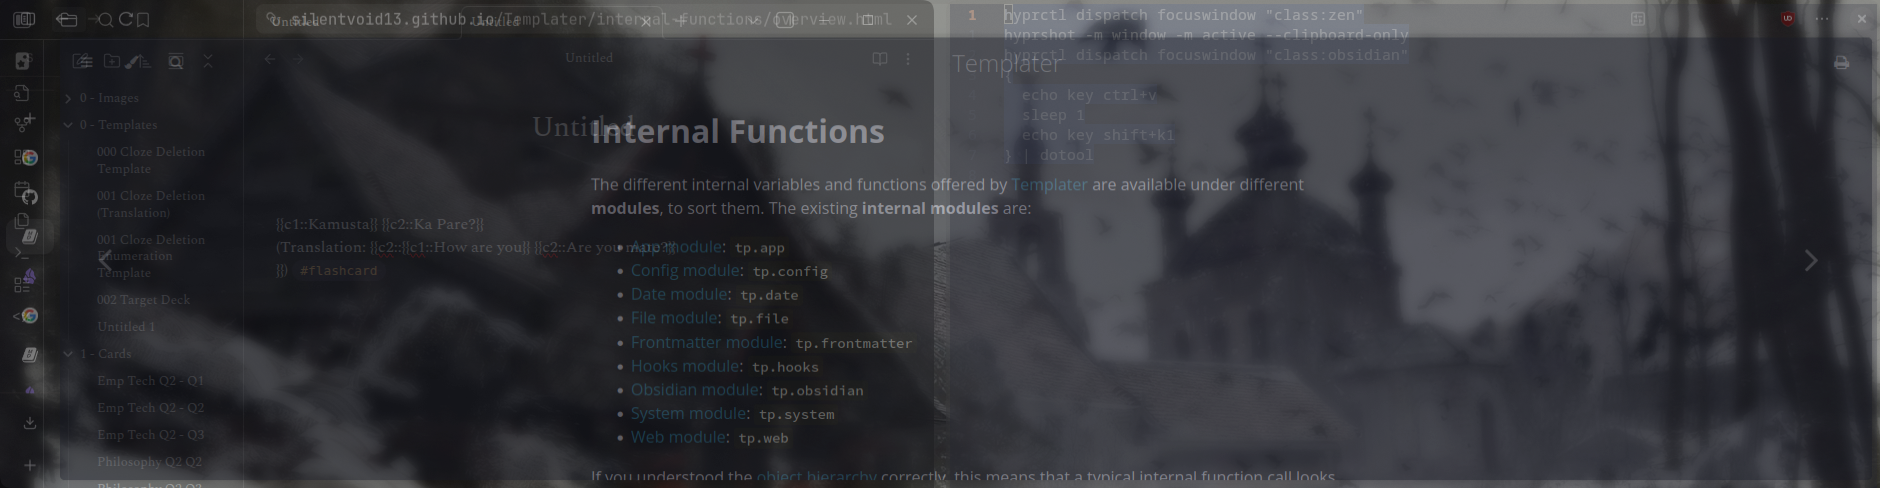 silentvoid13.github.io/Templater/internal-functions/overview.html
Untitled
Untitled
Untitled
0 - Images
0 - Templates
000 Cloze Deletion
Template
001 Cloze Deletion
(Translation)
001 Cloze Deletion
Enumeration
Template
002 Target Deck
Untitled 1
1 - Cards
Emp Tech Q2 - Q1
Emp Tech Q2 - Q2
Emp Tech Q2 - Q3
Philosophy Q2 Q2
Untitled
{{c1::Kamusta}} {{c2::Ka Pare?}}
(Translation: {{c2::{{c1::How are you}} {{c2::Are you mate?}}
}}) #flashcard
1
hyprctl dispatch focuswindow "class:zen"
hyprshot -m window -m active --clipboard-only
hyprctl dispatch focuswindow "class:obsidian"
{
echo key ctrl+v
sleep 1
echo key shift+k1
} | dotool
Templater
Internal Functions
The different internal variables and functions offered by Templater are available under different
modules, to sort them. The existing internal modules are:
App module: tp.app
Config module: tp.config
Date module: tp.date
File module: tp.file
Frontmatter module: tp.frontmatter
Hooks module: tp.hooks
Obsidian module: tp.obsidian
System module: tp.system
Web module: tp.web
If you understood the object hierarchy correctly, this means that a typical internal function call looks